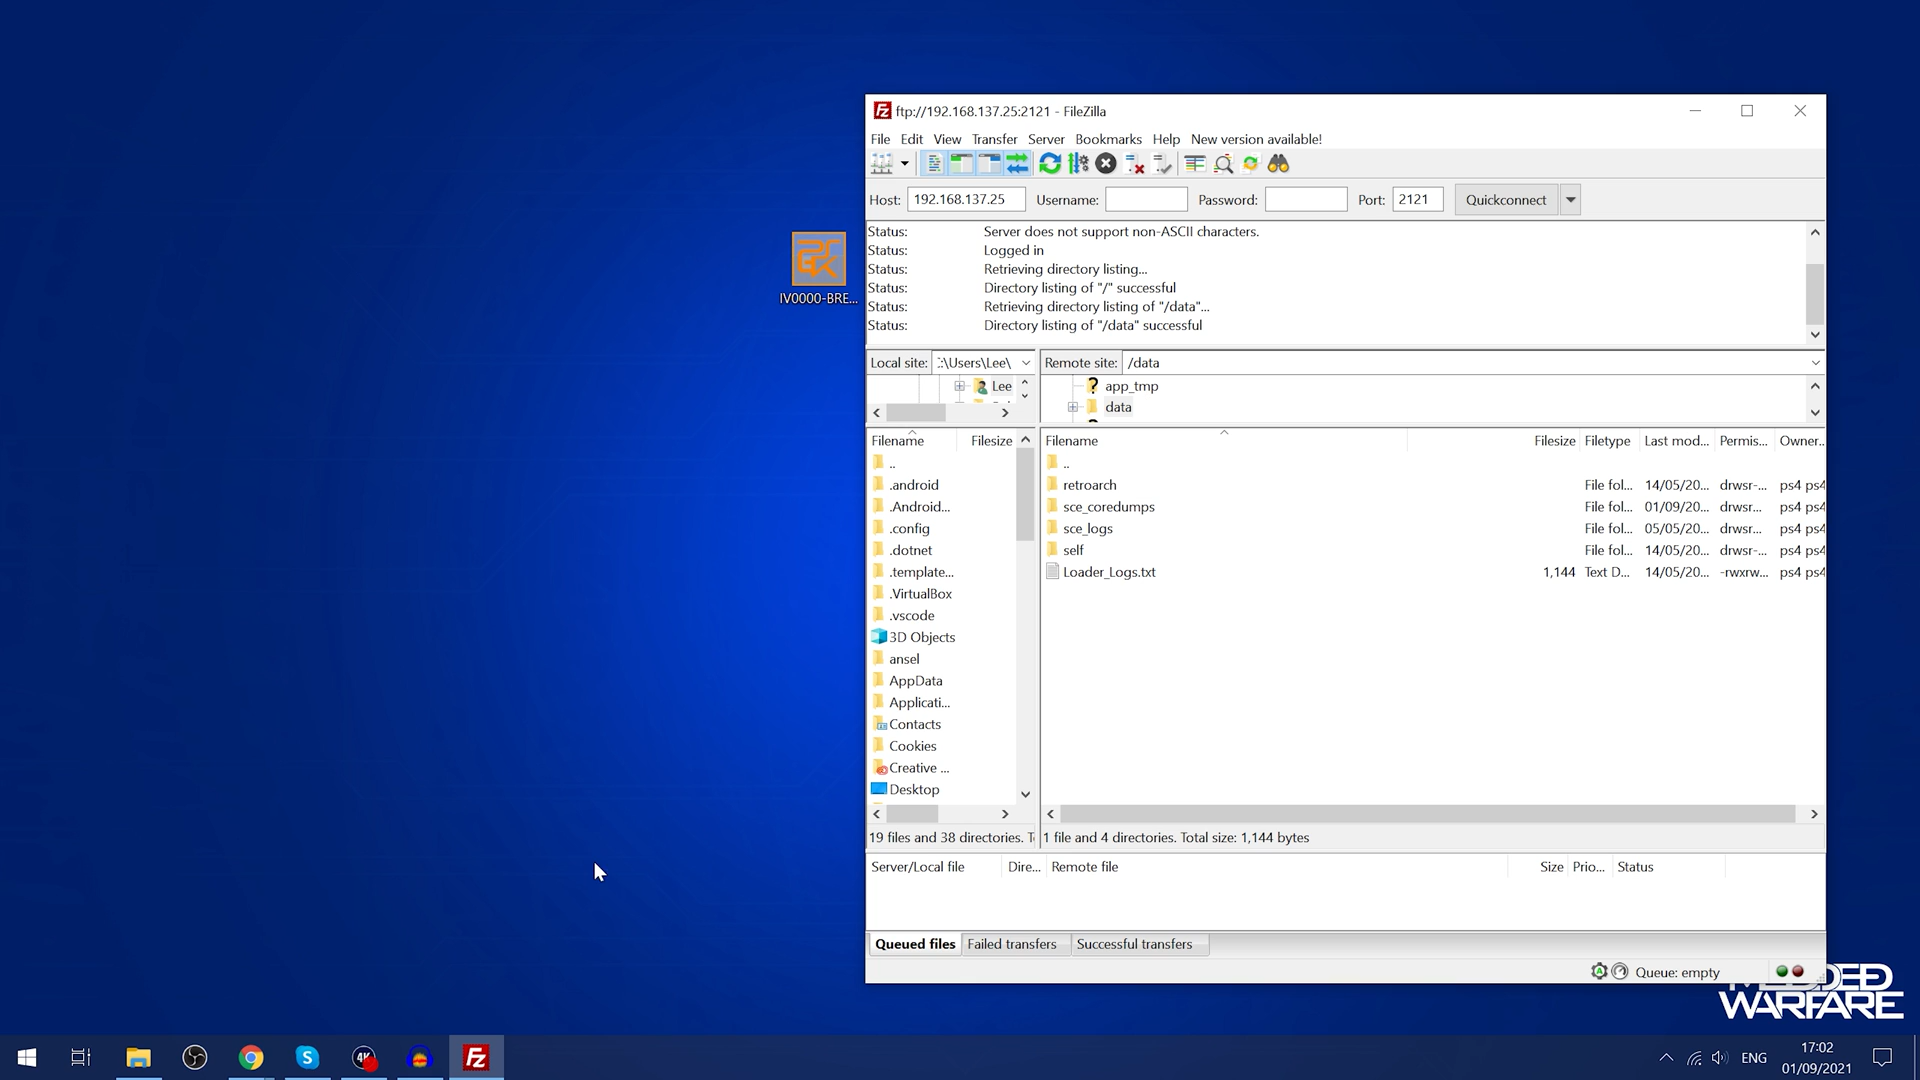 ftp://192.168.137.25:2121 - FileZilla
File Edit View Transfer Server Bookmarks Help New version available!
Host: 192.168.137.25 Username: Password: Port: 2121 Quickconnect
Status: Server does not support non-ASCII characters.
Status: Logged in
Status: Retrieving directory listing...
Status: Directory listing of "/" successful
Status: Retrieving directory listing of "/data"...
Status: Directory listing of "/data" successful
IV0000-BRE...
Local site: :\Users\Lee\ Remote site: /data
Lee ? app_tmp
data
Filename Filesize Filename Filesize Filetype Last mod... Permis... Owner...
.. ..
.android retroarch File fol... 14/05/20... drwsr-... ps4 ps4
.Android... sce_coredumps File fol... 01/09/20... drwsr... ps4 ps4
.config sce_logs File fol... 05/05/20... drwsr... ps4 ps4
.dotnet self File fol... 14/05/20... drwsr-... ps4 ps4
.template... Loader_Logs.txt 1,144 Text D... 14/05/20... -rwxrw... ps4 ps4
.VirtualBox
.vscode
3D Objects
ansel
AppData
Applicati...
Contacts
Cookies
Creative ...
Desktop
19 files and 38 directories. 1 file and 4 directories. Total size: 1,144 bytes
Server/Local file Dire... Remote file Size Prio... Status
Queued files Failed transfers Successful transfers
Queue: empty
WARFARE
4K Fz ENG 17:02
01/09/2021